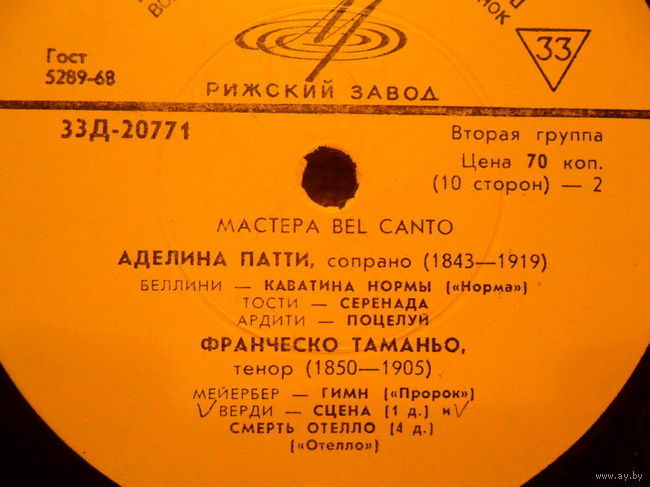 33
Гост
5289-68
РИЖСКИЙ ЗАВОД
33Д-20771
Вторая группа
Цена 70 коп.
(10 сторон) — 2
МАСТЕРА BEL CANTO
АДЕЛИНА ПАТТИ, сопрано (1843—1919)
БЕЛЛИНИ — КАВАТИНА НОРМЫ («Норма»)
ТОСТИ — СЕРЕНАДА
АРДИТИ — ПОЦЕЛУЙ
ФРАНЧЕСКО ТАМАНЬО,
тенор (1850—1905)
МЕЙЕРБЕР — ГИМН («Пророк»)
ВЕРДИ — СЦЕНА (1 д.) и
СМЕРТЬ ОТЕЛЛО (4 д.)
(«Отелло»)
www.ay.by